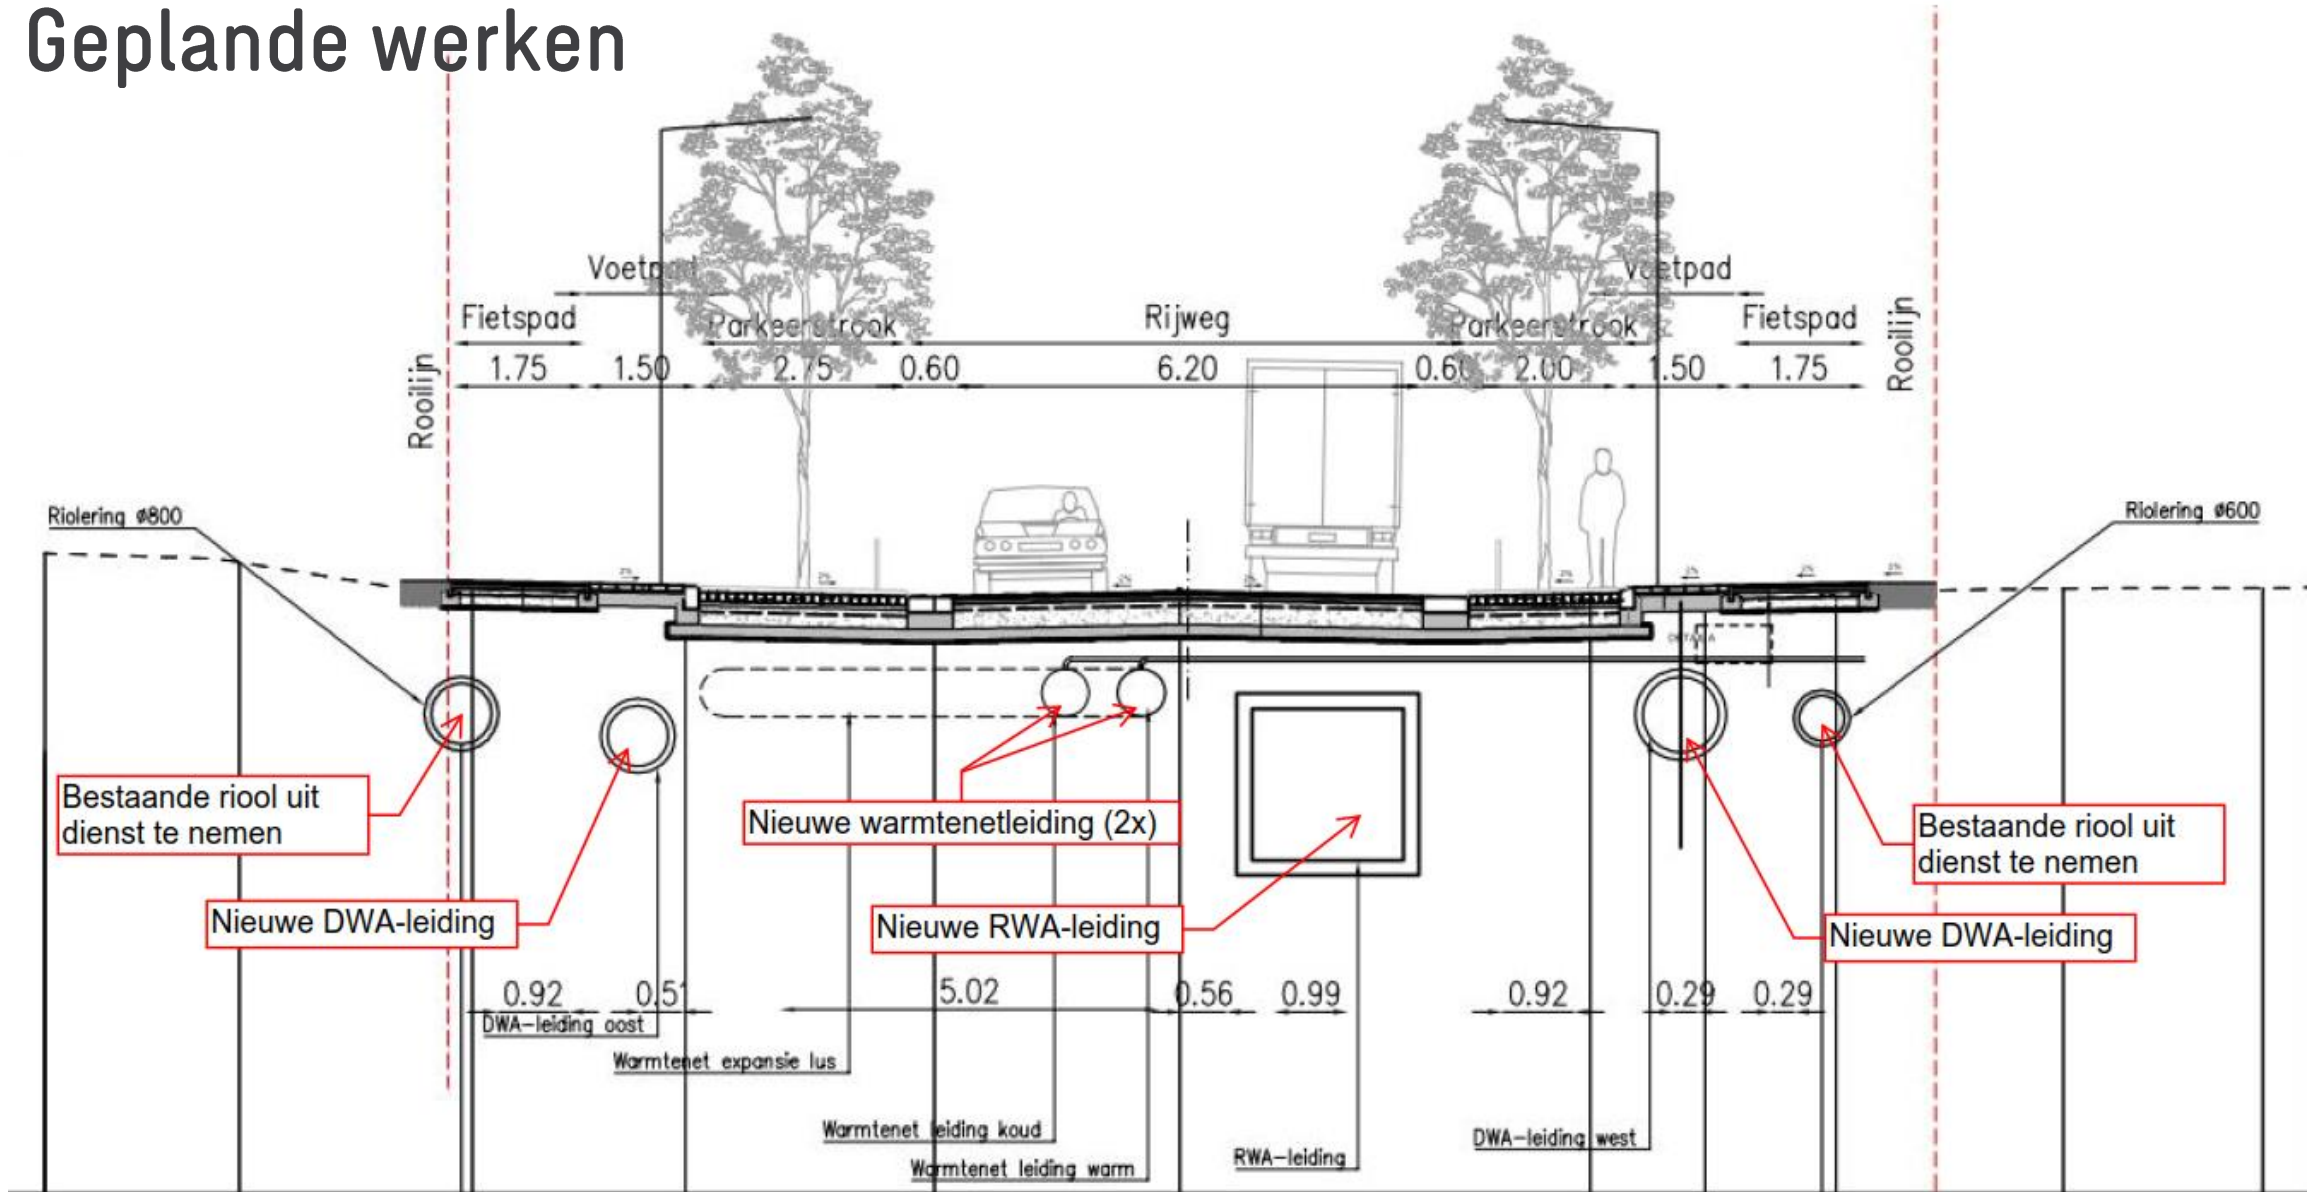 Geplande werken
Voetpad
Voetpad
Fietspad
Parkeerstrook
Rijweg
Parkeerstrook
Fietspad
Rooilijn
1.75
1.50
2.75
0.60
6.20
0.60
2.00
1.50
1.75
Rooilijn
Riolering ø800
Riolering ø600
DETAIL A
Bestaande riool uit
dienst te nemen
Nieuwe warmtenetleiding (2x)
Bestaande riool uit
dienst te nemen
Nieuwe DWA-leiding
Nieuwe RWA-leiding
Nieuwe DWA-leiding
0.92
0.51
5.02
0.56
0.99
0.92
0.29
0.29
DWA-leiding oost
Warmtenet expansie lus
Warmtenet leiding koud
DWA-leiding west
Warmtenet leiding warm
RWA-leiding